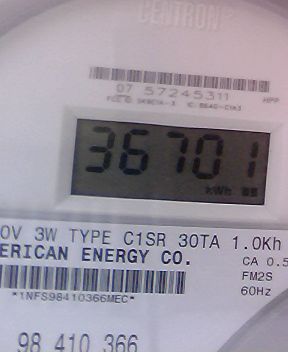 CENTRON
07 57245311
36701
kWh
0V 3W TYPE C1SR 30TA 1.0Kh
ERICAN ENERGY CO.
CA 0.5
FM2S
*1NFS98410366MEC*
60Hz
98 410 366